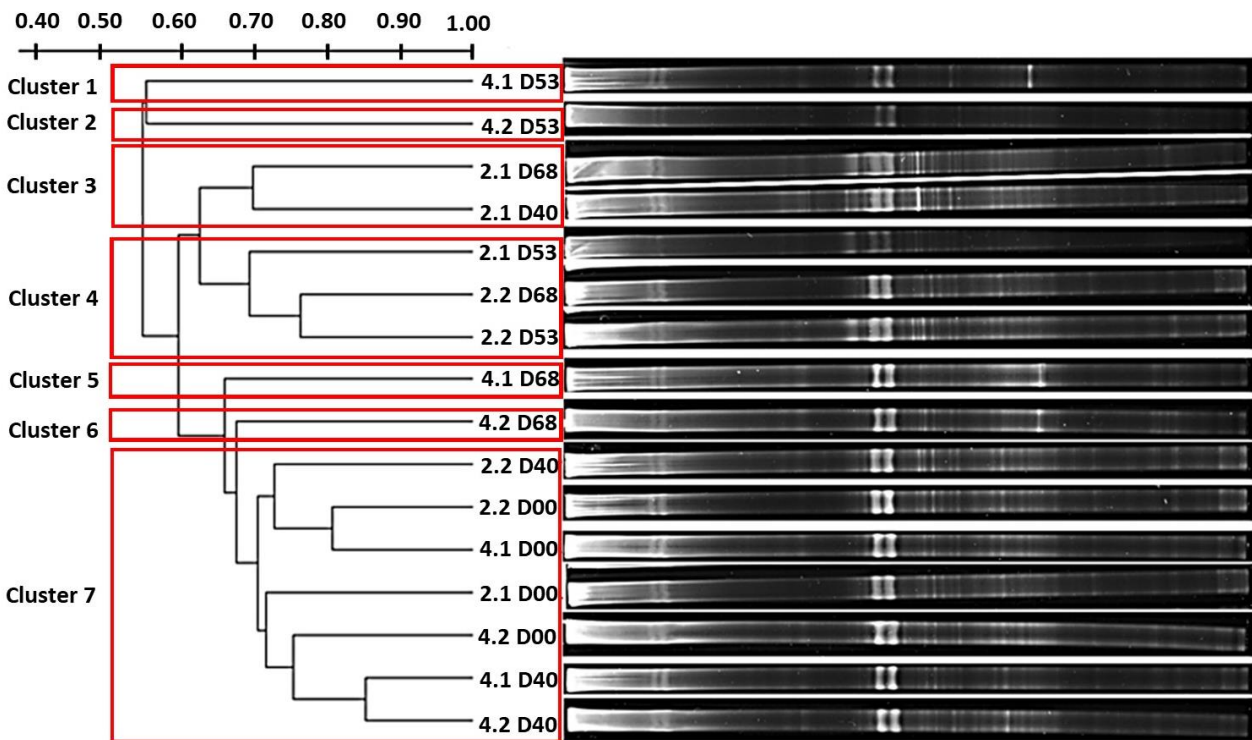 0.40 0.50 0.60 0.70 0.80 0.90 1.00
Cluster 1
4.1 D53
Cluster 2
4.2 D53
Cluster 3
2.1 D68
2.1 D40
Cluster 4
2.1 D53
2.2 D68
2.2 D53
Cluster 5
4.1 D68
Cluster 6
4.2 D68
Cluster 7
2.2 D40
2.2 D00
4.1 D00
2.1 D00
4.2 D00
4.1 D40
4.2 D40